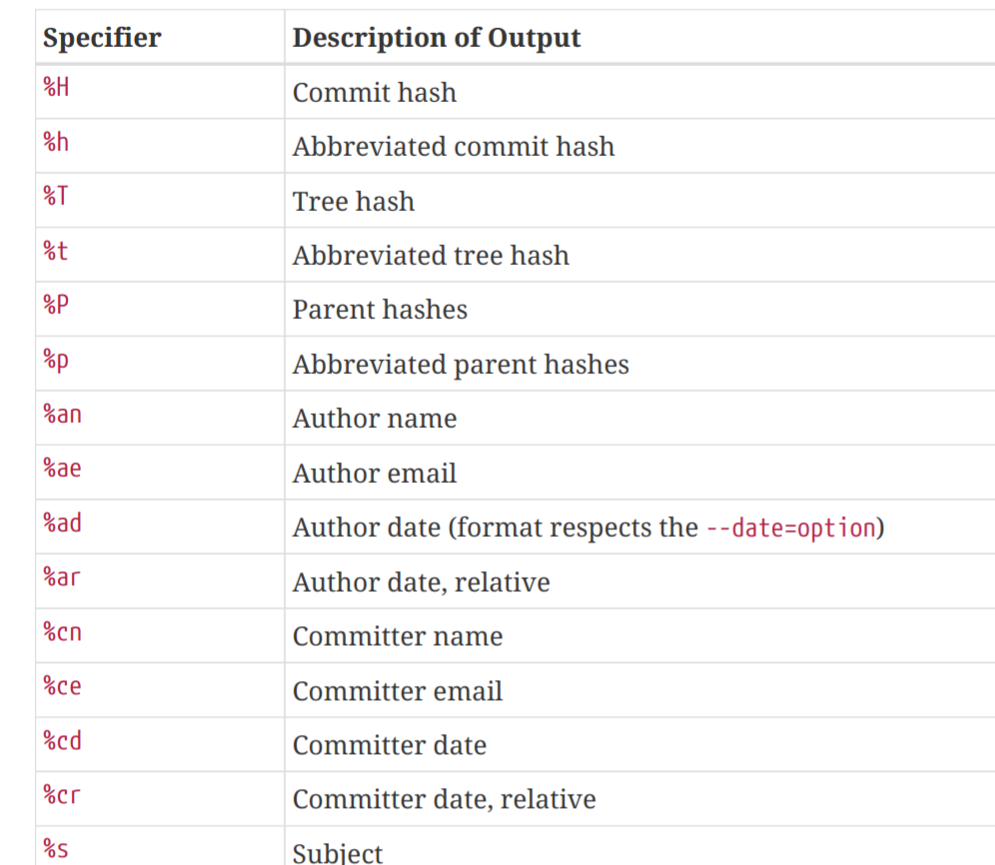 Specifier Description of Output
%H Commit hash
%h Abbreviated commit hash
%T Tree hash
%t Abbreviated tree hash
%P Parent hashes
%p Abbreviated parent hashes
%an Author name
%ae Author email
%ad Author date (format respects the --date=option)
%ar Author date, relative
%cn Committer name
%ce Committer email
%cd Committer date
%cr Committer date, relative
%s Subject